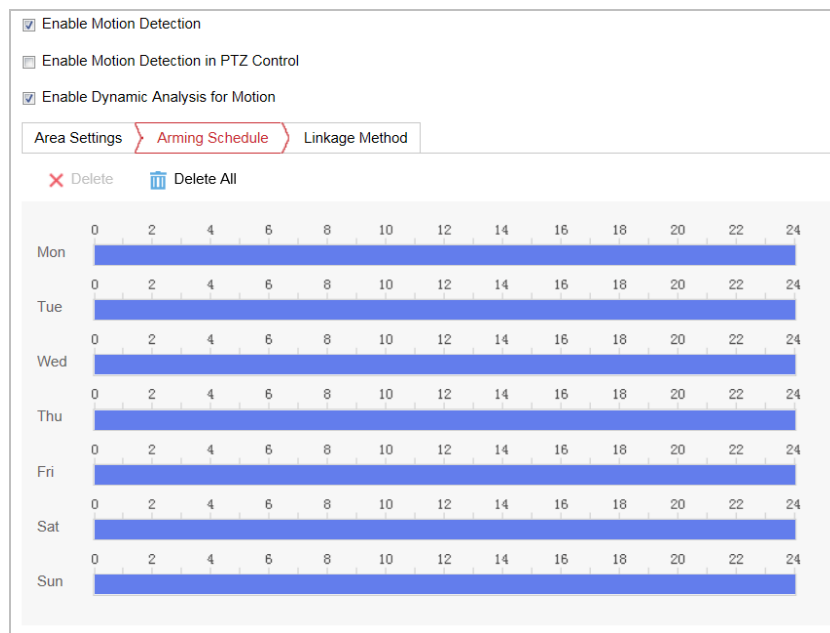 Enable Motion Detection
Enable Motion Detection in PTZ Control
Enable Dynamic Analysis for Motion
Area Settings Arming Schedule Linkage Method
Delete Delete All
0 2 4 6 8 10 12 14 16 18 20 22 24
Mon
0 2 4 6 8 10 12 14 16 18 20 22 24
Tue
0 2 4 6 8 10 12 14 16 18 20 22 24
Wed
0 2 4 6 8 10 12 14 16 18 20 22 24
Thu
0 2 4 6 8 10 12 14 16 18 20 22 24
Fri
0 2 4 6 8 10 12 14 16 18 20 22 24
Sat
0 2 4 6 8 10 12 14 16 18 20 22 24
Sun